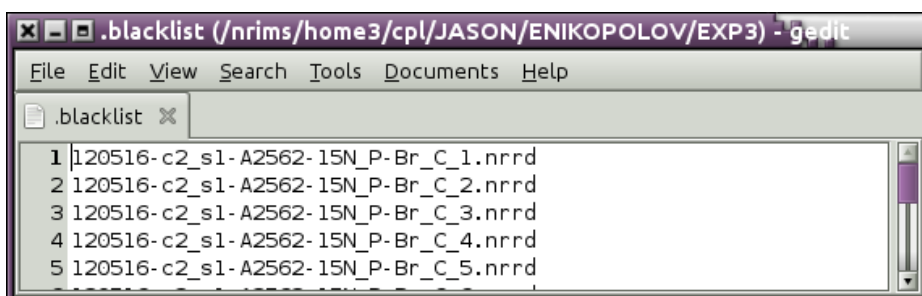 .blacklist (/nrims/home3/cpl/JASON/ENIKOPOLOV/EXP3) - gedit
File Edit View Search Tools Documents Help
.blacklist
1 120516-c2_s1-A2562-15N_P-Br_C_1.nrrd
2 120516-c2_s1-A2562-15N_P-Br_C_2.nrrd
3 120516-c2_s1-A2562-15N_P-Br_C_3.nrrd
4 120516-c2_s1-A2562-15N_P-Br_C_4.nrrd
5 120516-c2_s1-A2562-15N_P-Br_C_5.nrrd